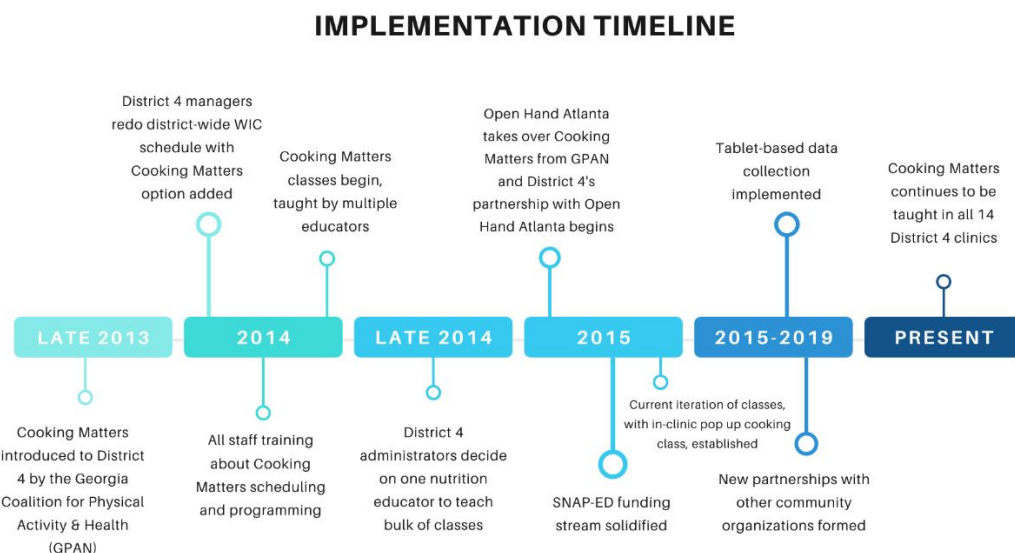 IMPLEMENTATION TIMELINE
District 4 managers
redo district-wide WIC
schedule with
Cooking Matters
option added
Cooking Matters
classes begin,
taught by multiple
educators
Open Hand Atlanta
takes over Cooking
Matters from GPAN
and District 4's
partnership with Open
Hand Atlanta begins
Tablet-based data
collection
implemented
Cooking Matters
continues to be
taught in all 14
District 4 clinics
LATE 2013
2014
LATE 2014
2015
2015-2019
PRESENT
Cooking Matters
introduced to District
4 by the Georgia
Coalition for Physical
Activity & Health
(GPAN)
All staff training
about Cooking
Matters scheduling
and programming
District 4
administrators decide
on one nutrition
educator to teach
bulk of classes
SNAP-ED funding
stream solidified
Current iteration of classes,
with in-clinic pop up cooking
class, established
New partnerships with
other community
organizations formed